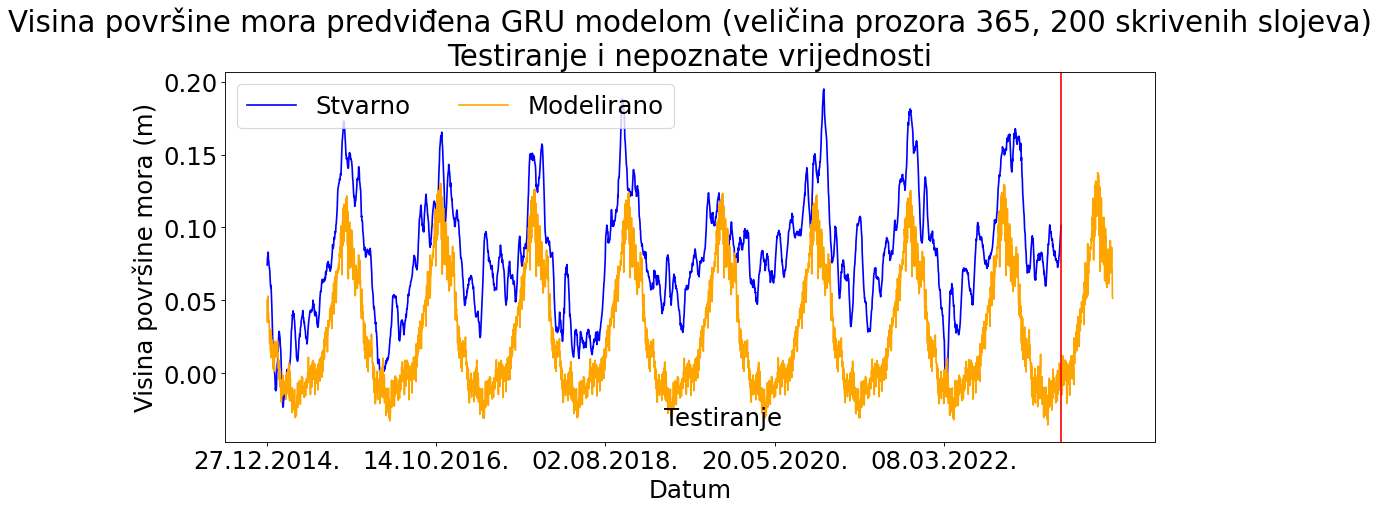 Visina površine mora predviđena GRU modelom (veličina prozora 365, 200 skrivenih slojeva)
Testiranje i nepoznate vrijednosti
Stvarno
Modelirano
Visina površine mora (m)
0.20
0.15
0.10
0.05
0.00
Testiranje
27.12.2014.
14.10.2016.
02.08.2018.
20.05.2020.
08.03.2022.
Datum